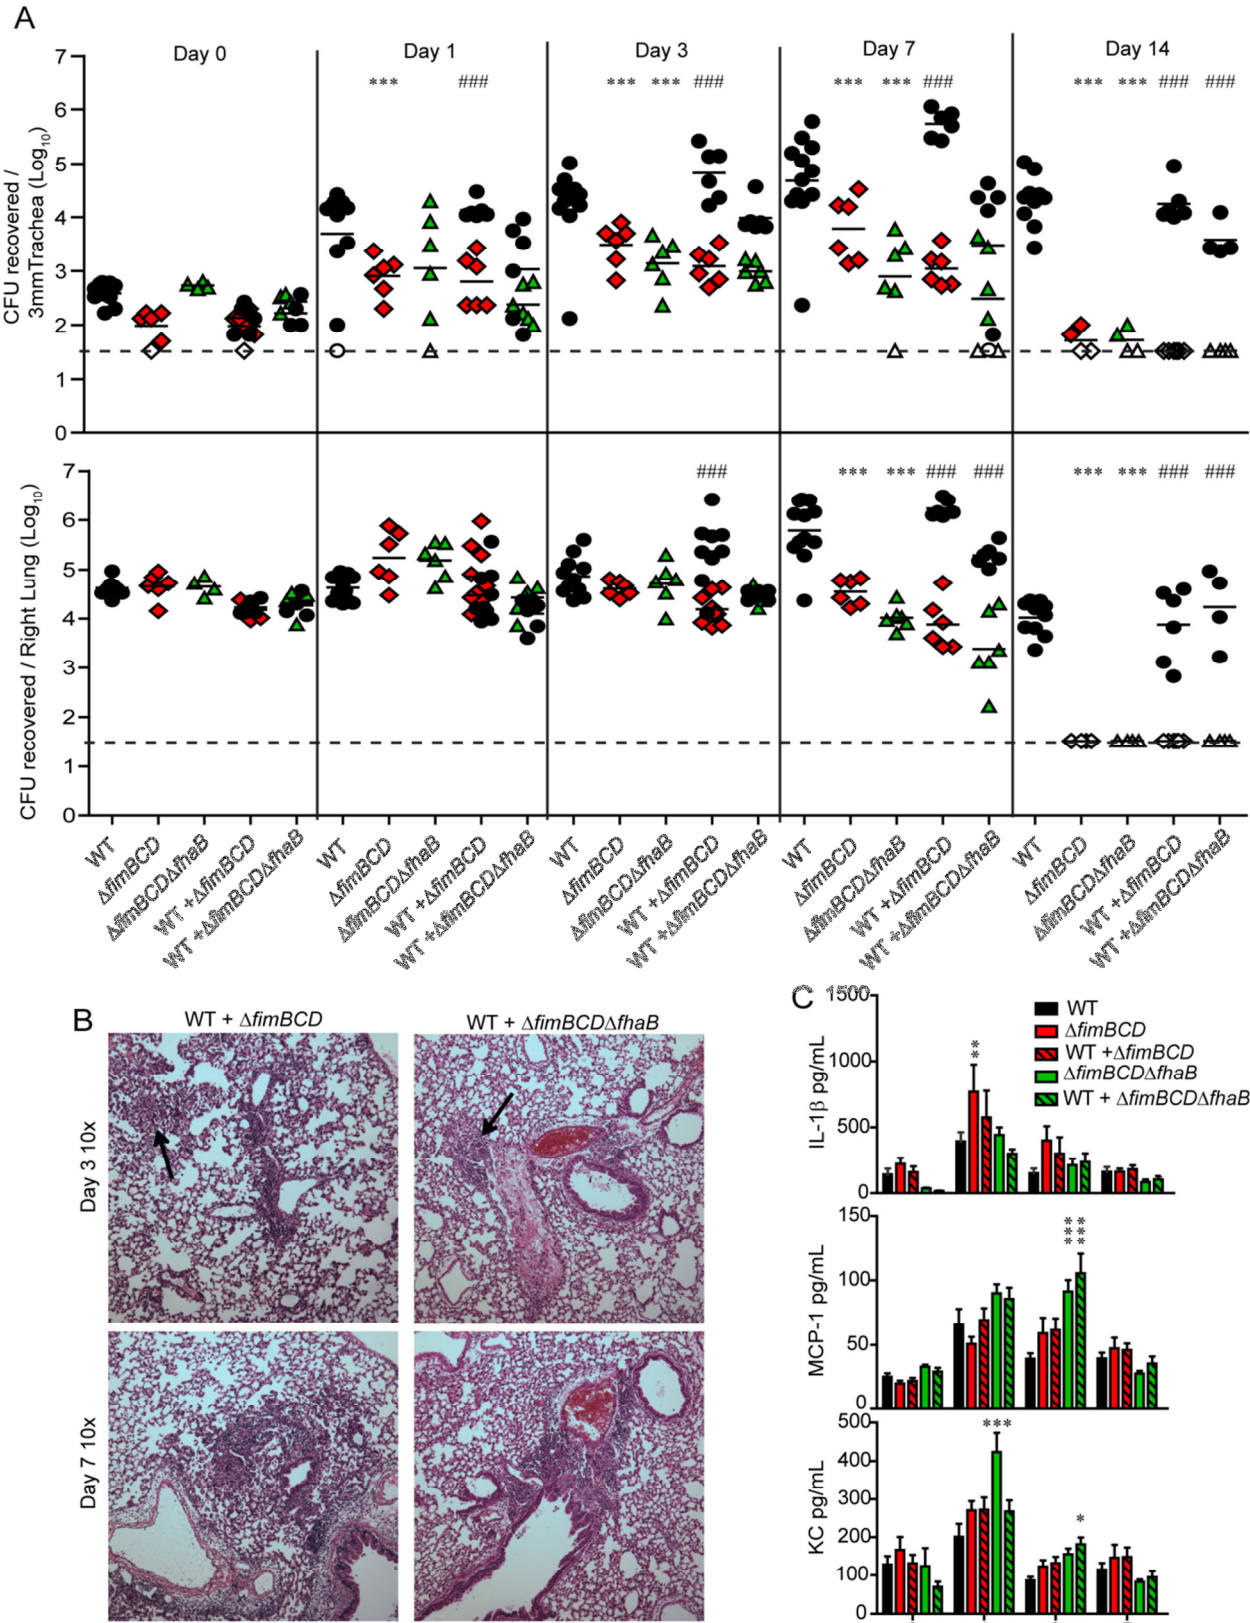 A
Day 0
Day 1
Day 3
Day 7
Day 14
*** ###
*** *** ###
*** *** ###
*** *** ### ###
CFU recovered /
3mmTrachea (Log10)
7
6
5
4
3
2
1
0
###
*** *** ### ###
*** *** ### ###
CFU recovered / Right Lung (Log10)
7
6
5
4
3
2
1
0
WT
ΔfimBCD
ΔfimBCDΔfhaB
WT +ΔfimBCD
WT +ΔfimBCDΔfhaB
WT
ΔfimBCD
ΔfimBCDΔfhaB
WT +ΔfimBCD
WT +ΔfimBCDΔfhaB
WT
ΔfimBCD
ΔfimBCDΔfhaB
WT +ΔfimBCD
WT +ΔfimBCDΔfhaB
WT
ΔfimBCD
ΔfimBCDΔfhaB
WT +ΔfimBCD
WT +ΔfimBCDΔfhaB
WT
ΔfimBCD
ΔfimBCDΔfhaB
WT +ΔfimBCD
WT +ΔfimBCDΔfhaB
B
WT + ΔfimBCD
WT + ΔfimBCDΔfhaB
Day 3 10x
Day 7 10x
C
WT
ΔfimBCD
WT +ΔfimBCD
ΔfimBCDΔfhaB
WT + ΔfimBCDΔfhaB
IL-1β pg/mL
1500
1000
500
0
**
MCP-1 pg/mL
150
100
50
0
*** ***
KC pg/mL
500
400
300
200
100
0
***
*